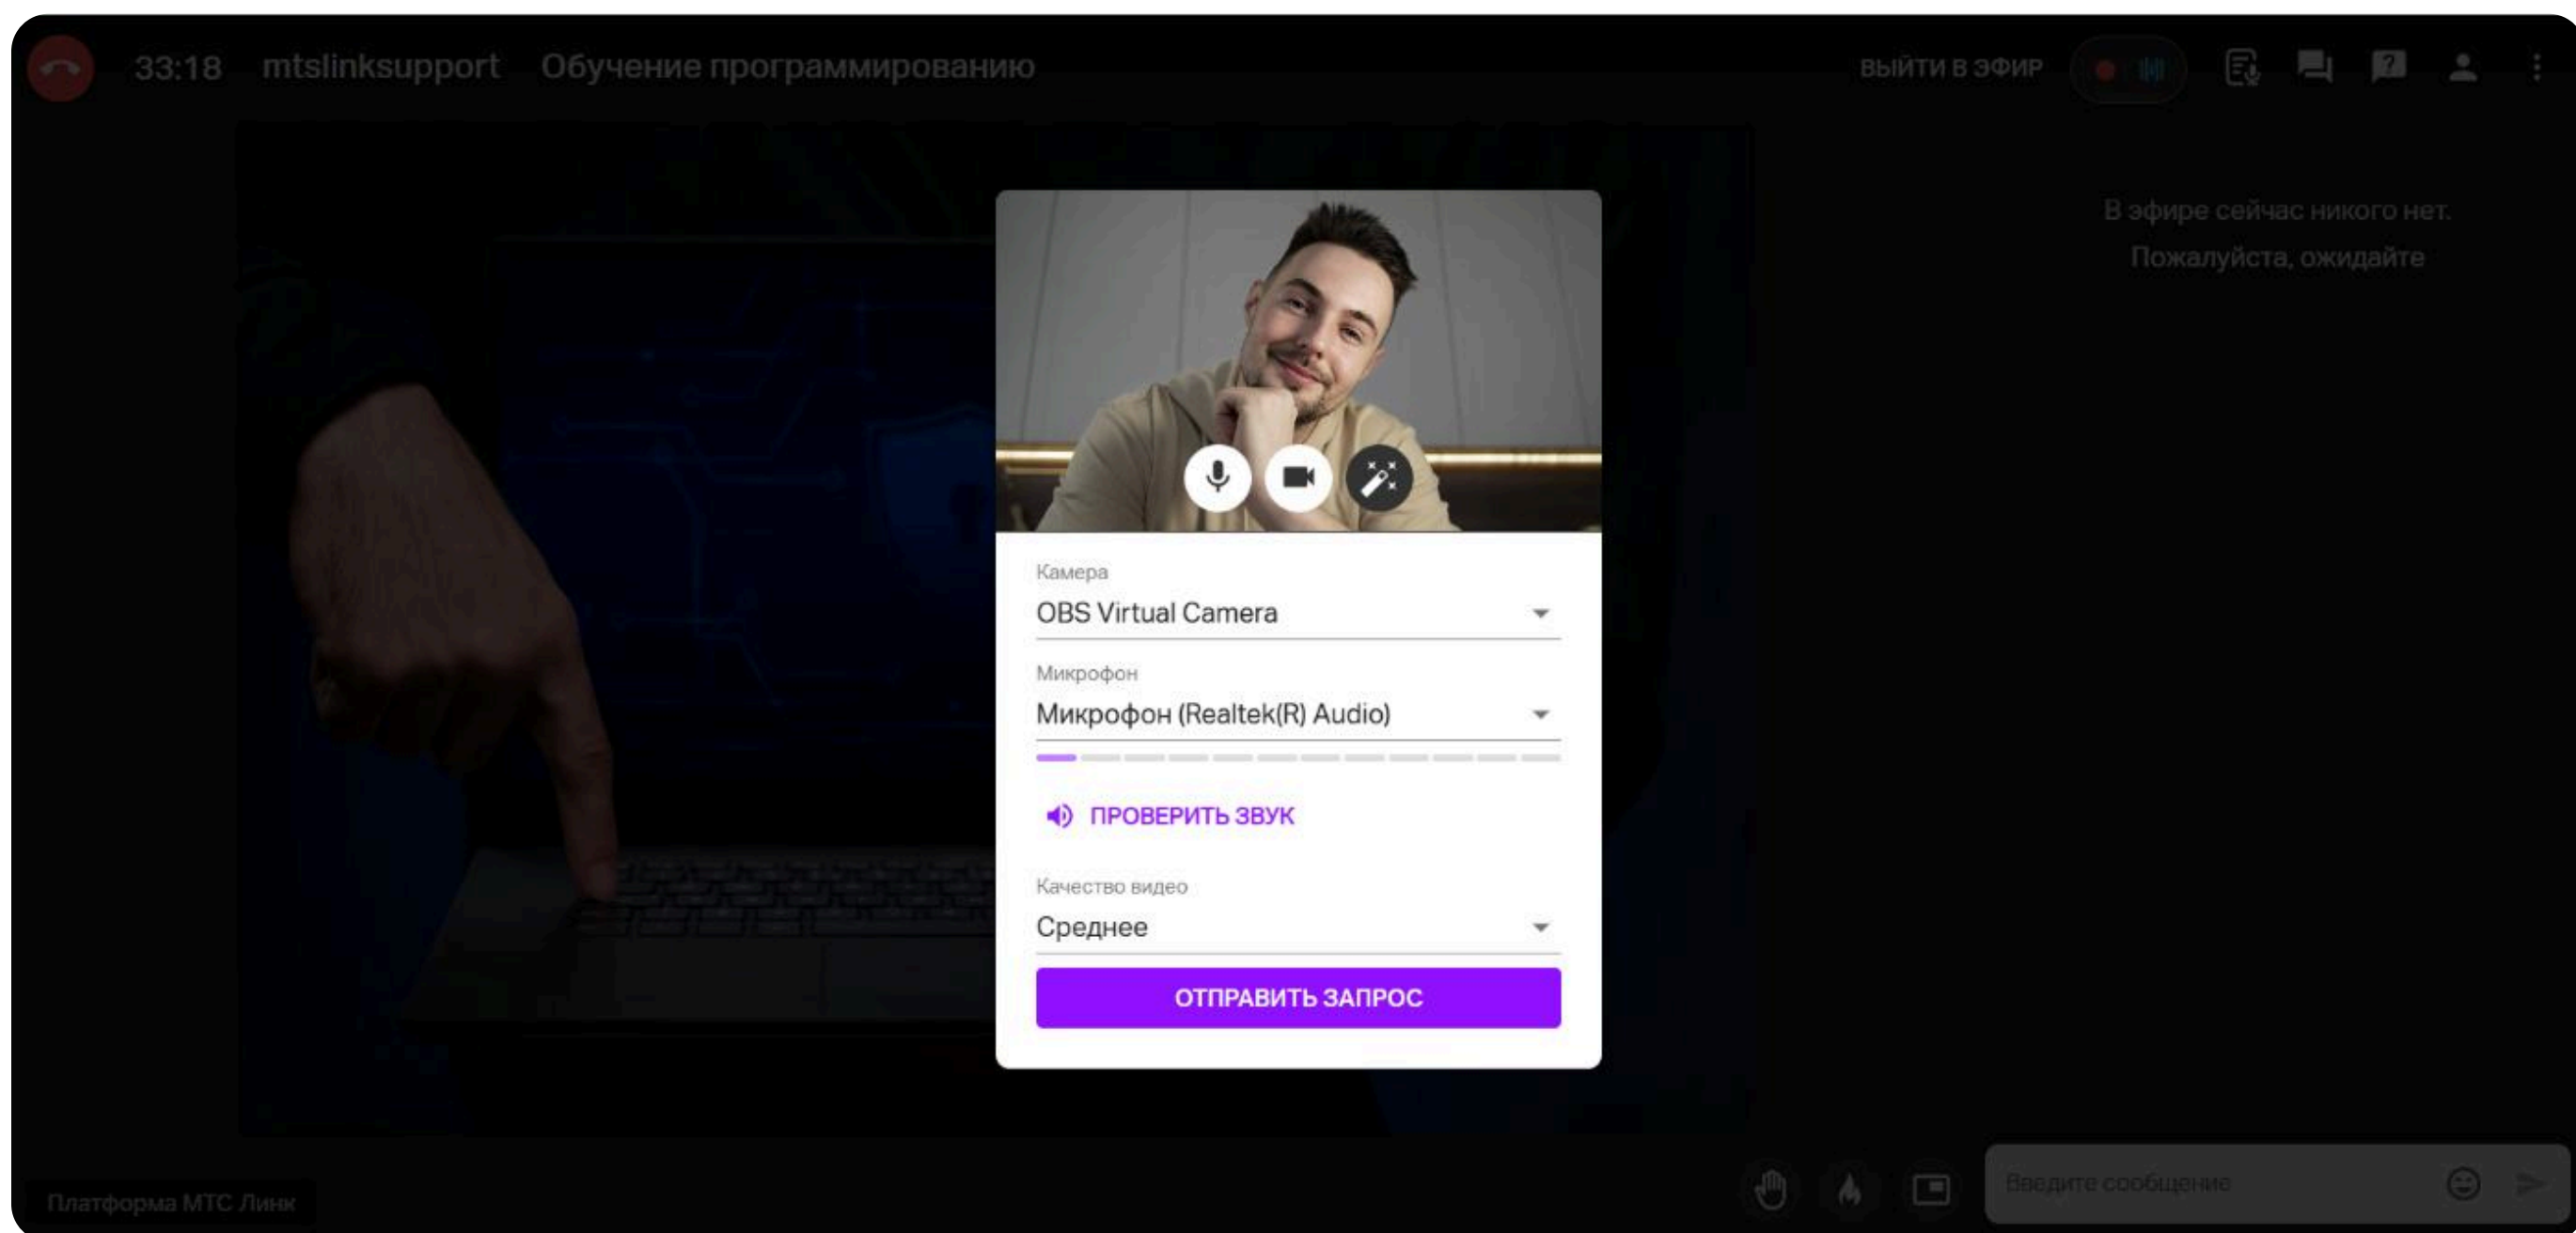 33:18 mtslinksupport Обучение программированию
ВЫЙТИ В ЭФИР
В эфире сейчас никого нет.
Пожалуйста, ожидайте
Камера
OBS Virtual Camera
Микрофон
Микрофон (Realtek(R) Audio)
ПРОВЕРИТЬ ЗВУК
Качество видео
Среднее
ОТПРАВИТЬ ЗАПРОС
Платформа МТС Линк
Введите сообщение